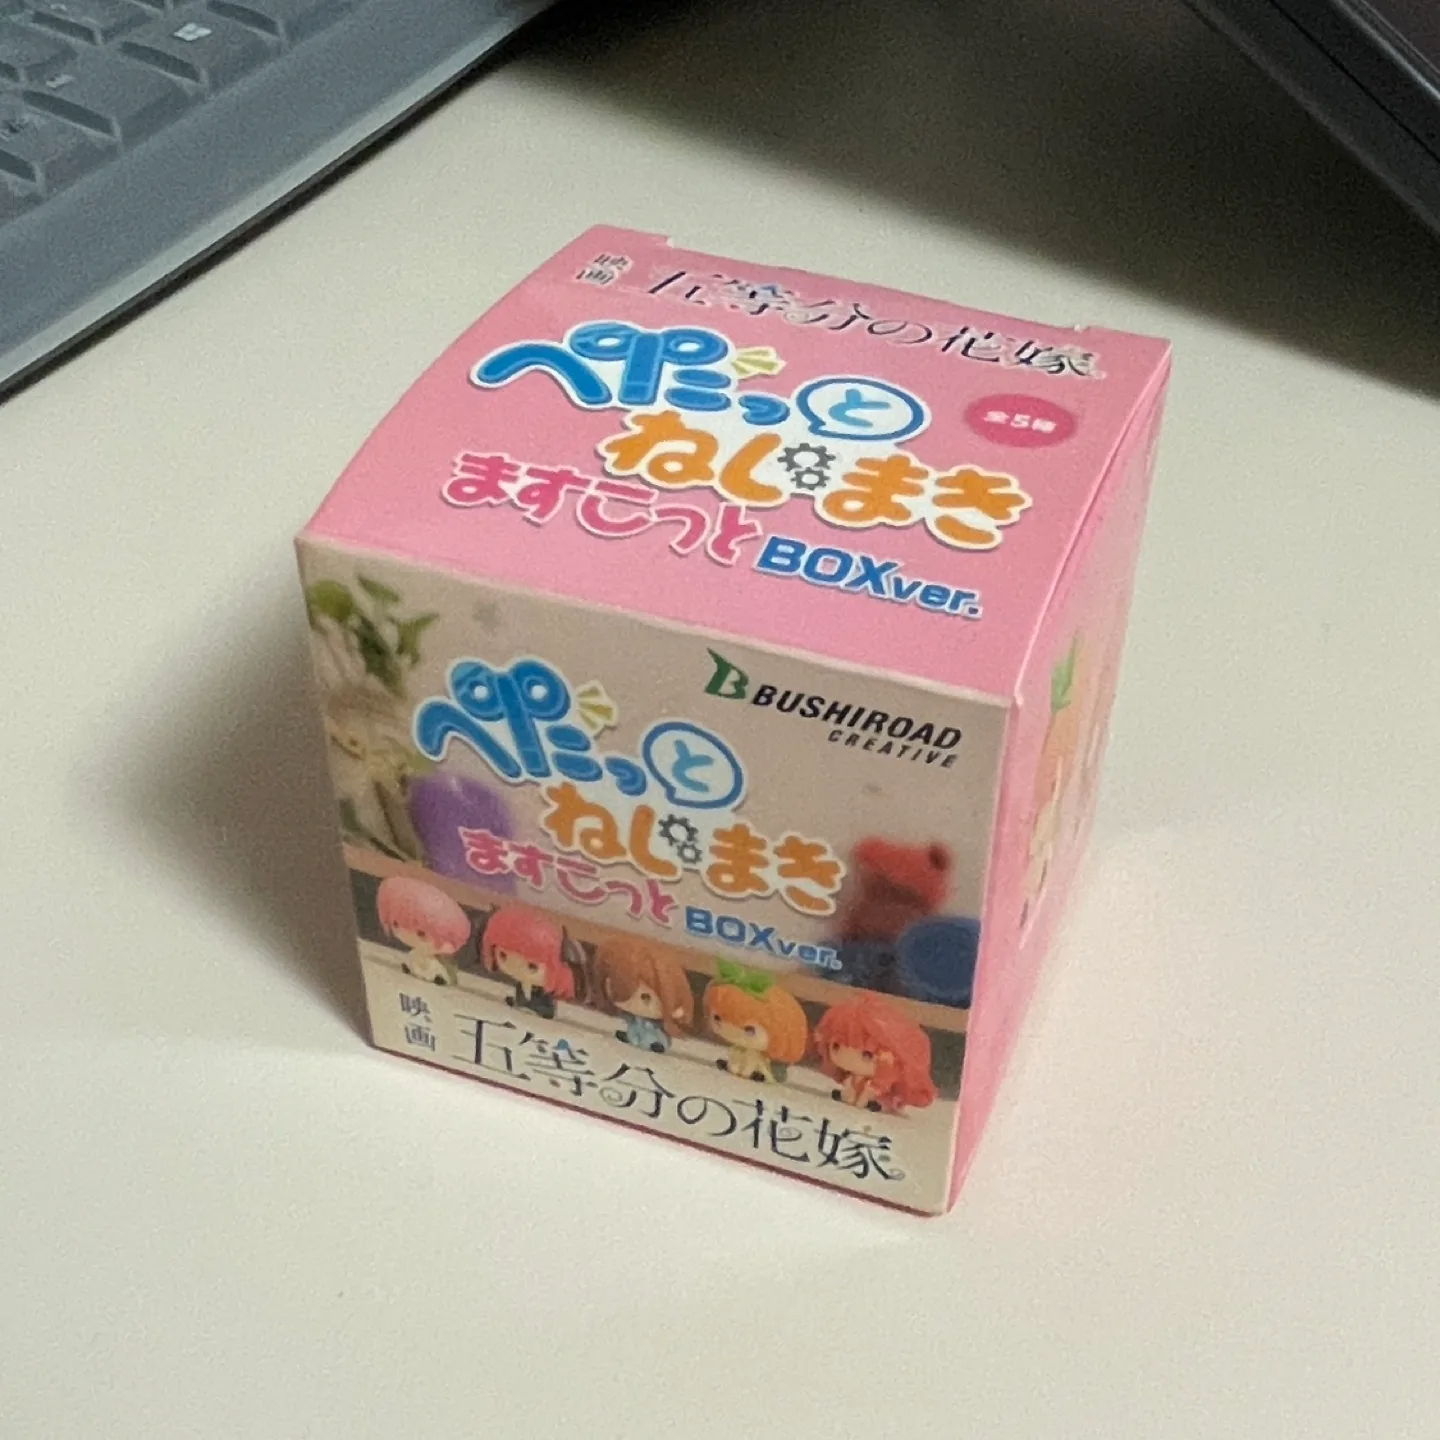 映画
五等分の花嫁
ぺたっと
ねじまき
全5種
ますこっと
BOXver.
BUSHIROAD
CREATIVE
ぺたっと
ねじまき
ますこっと
BOXver.
映画
五等分の花嫁